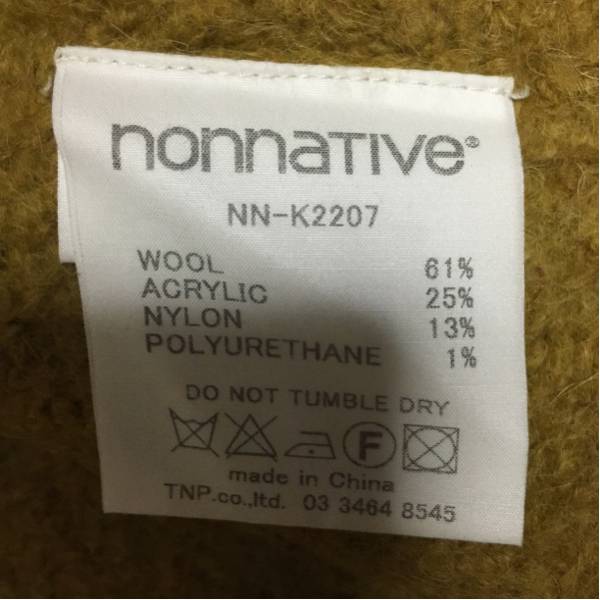 nonnaTIVe®
NN-K2207
WOOL 61%
ACRYLIC 25%
NYLON 13%
POLYURETHANE 1%
DO NOT TUMBLE DRY
F
made in China
TNP.co.,ltd. 03 3464 8545